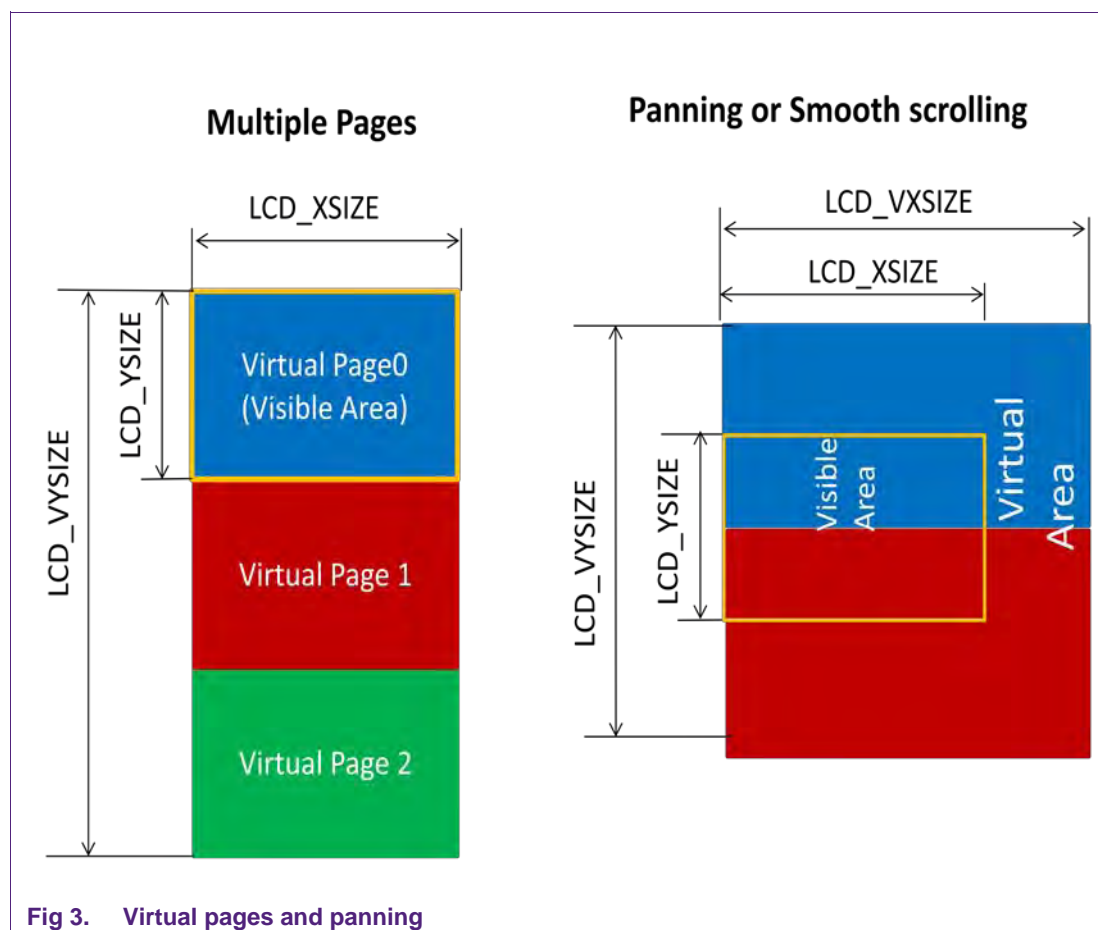 Multiple Pages
LCD_XSIZE
LCD_YSIZE
LCD_VYSIZE
Virtual Page0
(Visible Area)
Virtual Page 1
Virtual Page 2
Panning or Smooth scrolling
LCD_VXSIZE
LCD_XSIZE
LCD_VYSIZE
LCD_YSIZE
Visible
Area
Virtual
Area
Fig 3. Virtual pages and panning